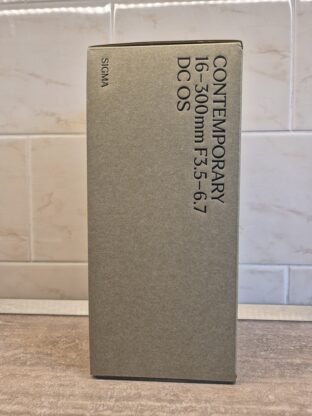 CONTEMPORARY
16–300mm F3.5–6.7
DC OS
SIGMA